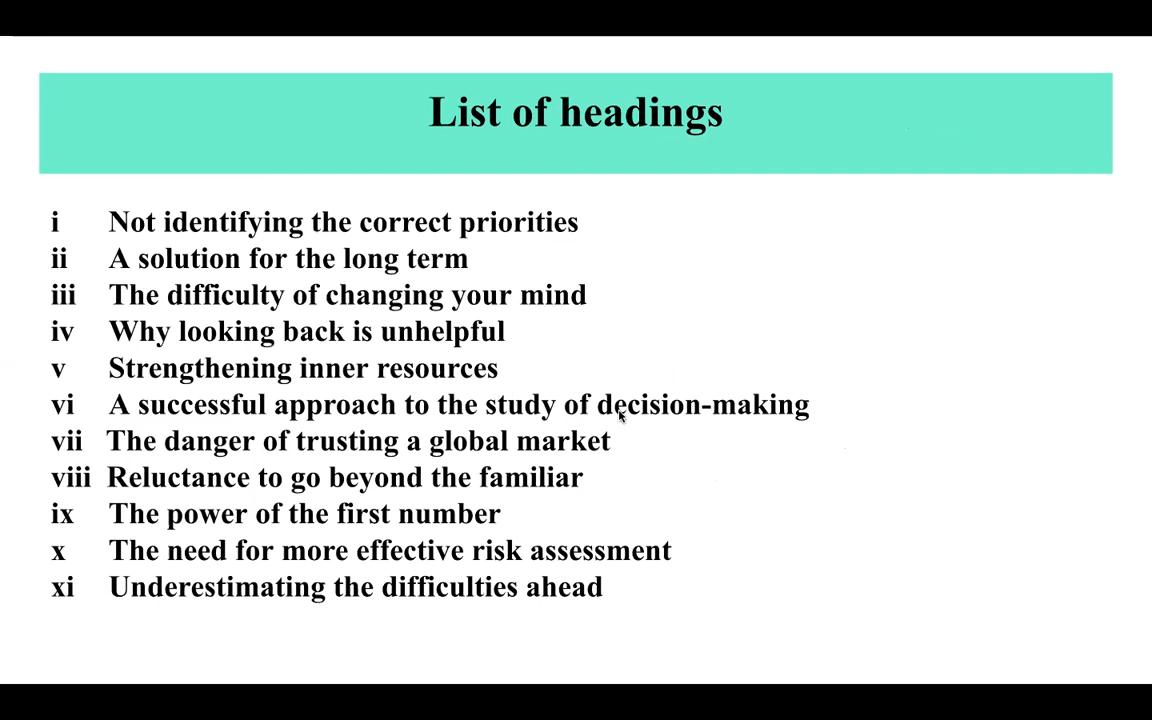 List of headings
i Not identifying the correct priorities
ii A solution for the long term
iii The difficulty of changing your mind
iv Why looking back is unhelpful
v Strengthening inner resources
vi A successful approach to the study of decision-making
vii The danger of trusting a global market
viii Reluctance to go beyond the familiar
ix The power of the first number
x The need for more effective risk assessment
xi Underestimating the difficulties ahead